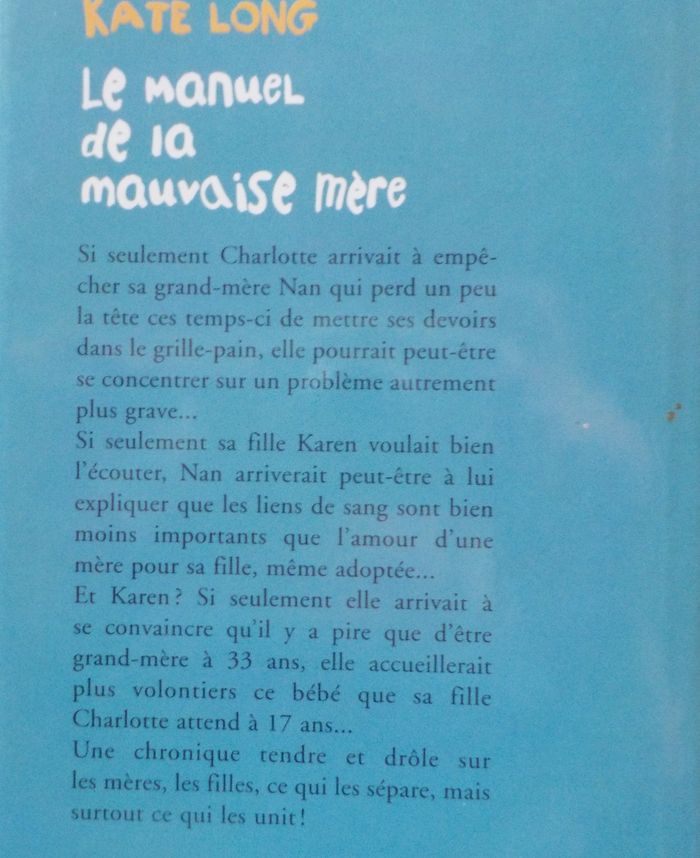 KATE LONG
Le manuel
de la
mauvaise mère
Si seulement Charlotte arrivait à empê-
cher sa grand-mère Nan qui perd un peu
la tête ces temps-ci de mettre ses devoirs
dans le grille-pain, elle pourrait peut-être
se concentrer sur un problème autrement
plus grave...
Si seulement sa fille Karen voulait bien
l'écouter, Nan arriverait peut-être à lui
expliquer que les liens de sang sont bien
moins importants que l'amour d'une
mère pour sa fille, même adoptée...
Et Karen ? Si seulement elle arrivait à
se convaincre qu'il y a pire que d'être
grand-mère à 33 ans, elle accueillerait
plus volontiers ce bébé que sa fille
Charlotte attend à 17 ans...
Une chronique tendre et drôle sur
les mères, les filles, ce qui les sépare, mais
surtout ce qui les unit !